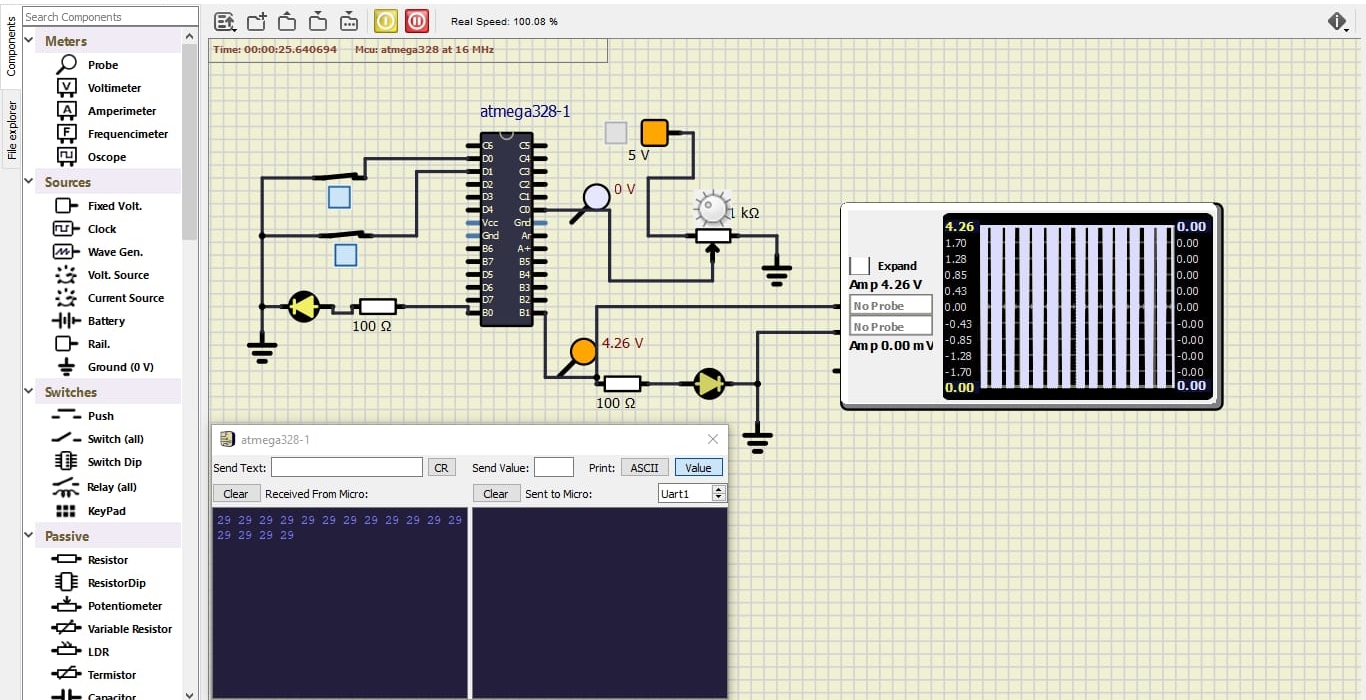 Components
File explorer
Search Components
Meters
Probe
Voltimeter
Amperimeter
Frequencimeter
Oscope
Sources
Fixed Volt.
Clock
Wave Gen.
Volt. Source
Current Source
Battery
Rail.
Ground (0 V)
Switches
Push
Switch (all)
Switch Dip
Relay (all)
KeyPad
Passive
Resistor
ResistorDip
Potentiometer
Variable Resistor
LDR
Termistor
Capacitor
Real Speed: 100.08 %
Time: 00:00:25.640694 Mcu: atmega328 at 16 MHz
atmega328-1
C6 C5
D0 C4
D1 C3
D2 C2
D3 C1
D4 C0
Vcc Gnd
Gnd Ar
B6 A+
B7 B5
D5 B4
D6 B3
D7 B2
B0 B1
5 V
0 V
1 kΩ
100 Ω
4.26 V
100 Ω
Expand
Amp 4.26 V
No Probe
No Probe
Amp 0.00 mV
4.26 0.00
1.70 0.00
1.28 0.00
0.85 0.00
0.43 0.00
0.00 0.00
-0.43 -0.00
-0.85 -0.00
-1.28 -0.00
-1.70 -0.00
0.00 0.00
atmega328-1
Send Text: CR Send Value: Print: ASCII Value
Clear Received From Micro: Clear Sent to Micro: Uart1
29 29 29 29 29 29 29 29 29 29 29 29
29 29 29 29